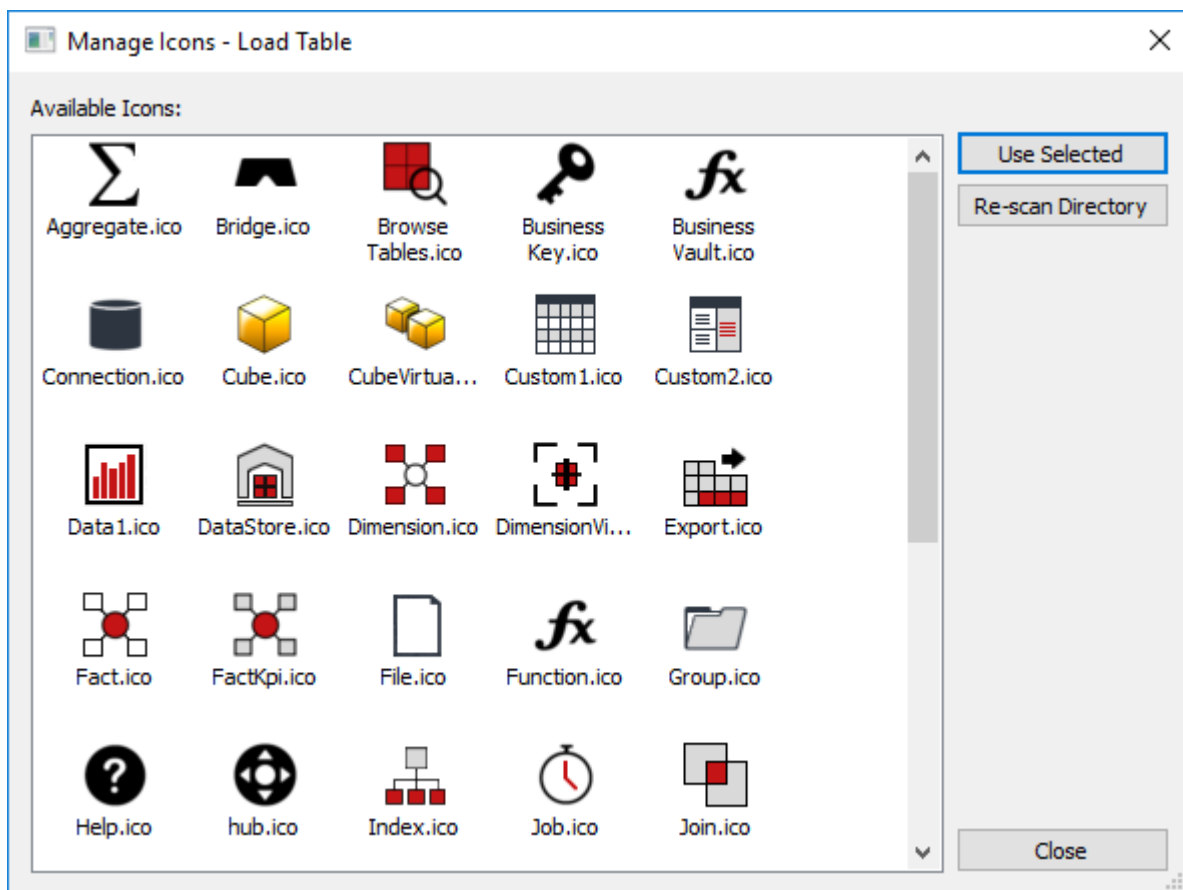 Manage Icons - Load Table
Available Icons:
Use Selected
Re-scan Directory
Σ
fx
Aggregate.ico
Bridge.ico
Browse
Tables.ico
Business
Key.ico
Business
Vault.ico
Connection.ico
Cube.ico
CubeVirtua...
Custom1.ico
Custom2.ico
Data1.ico
DataStore.ico
Dimension.ico
DimensionVi...
Export.ico
fx
Fact.ico
FactKpi.ico
File.ico
Function.ico
Group.ico
?
Help.ico
hub.ico
Index.ico
Job.ico
Join.ico
Close